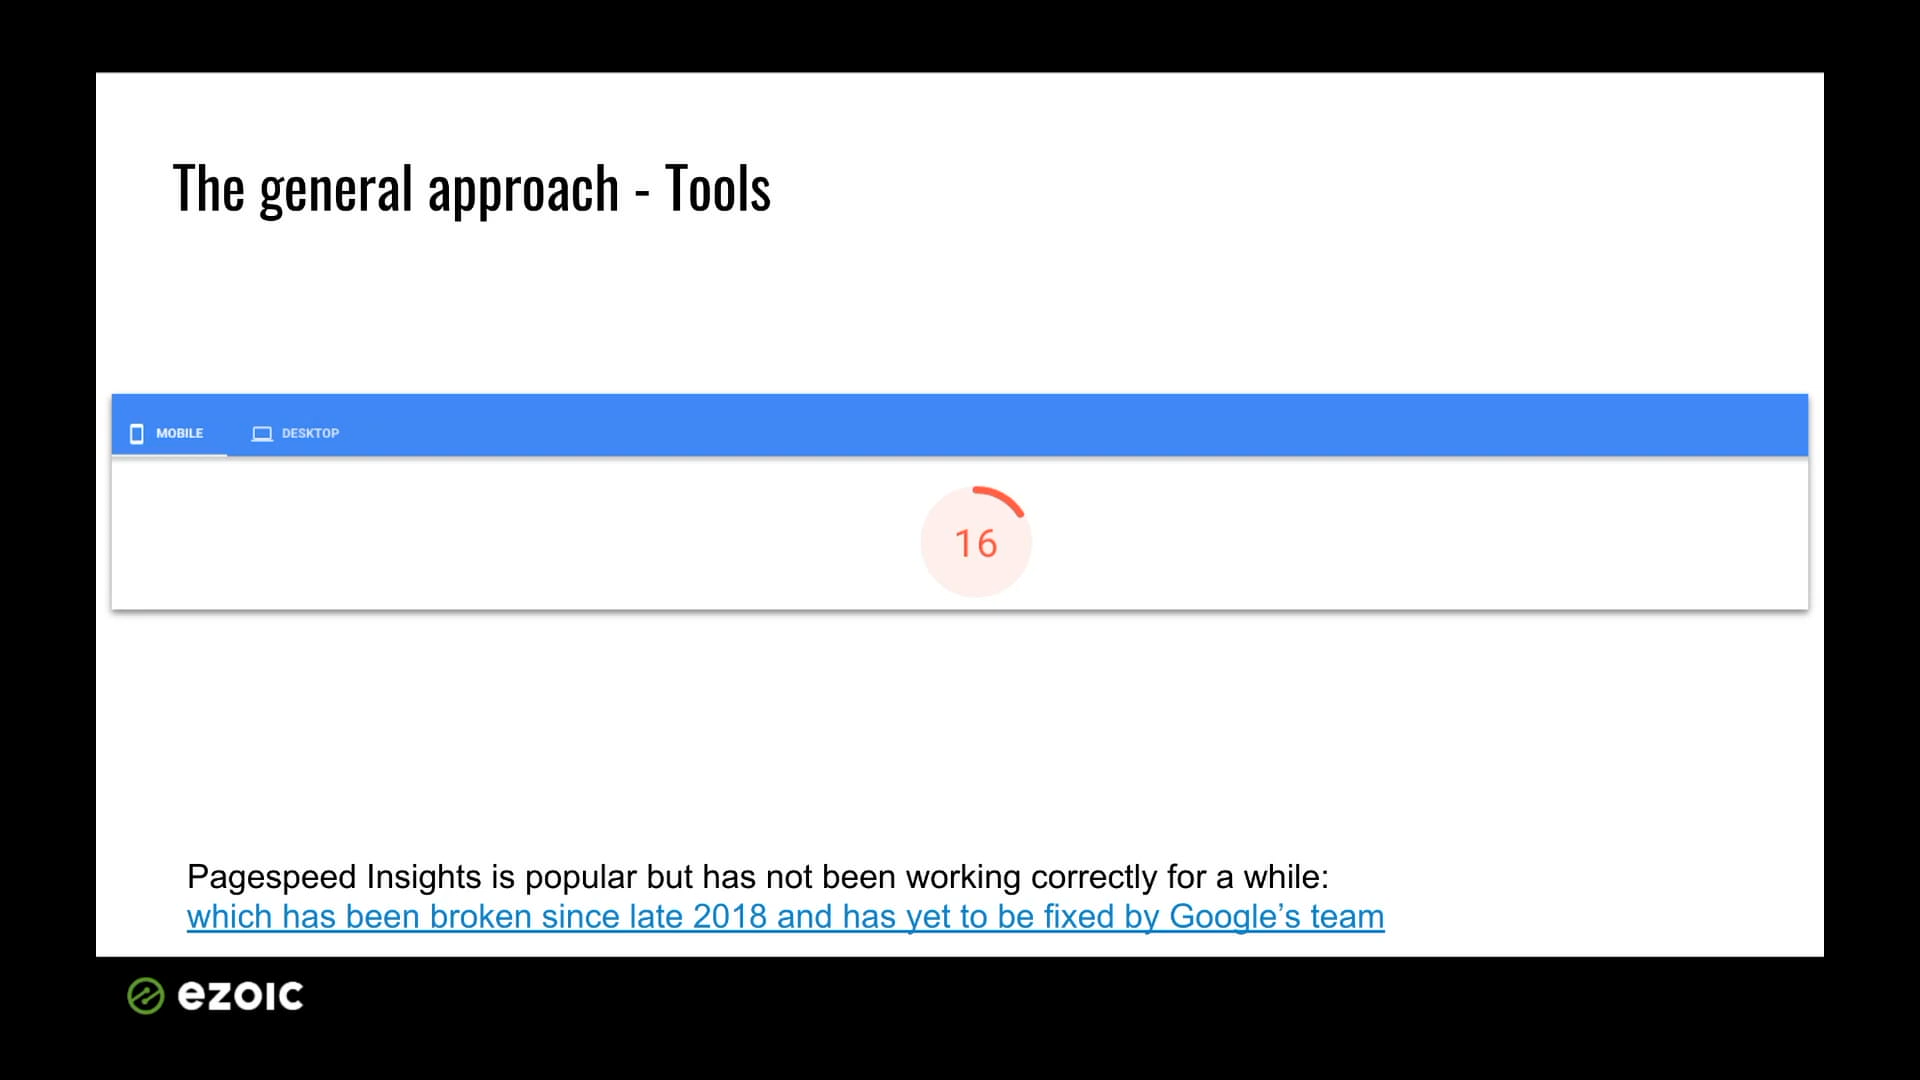 The general approach - Tools
MOBILE
DESKTOP
16
Pagespeed Insights is popular but has not been working correctly for a while:
which has been broken since late 2018 and has yet to be fixed by Google’s team
ezoic